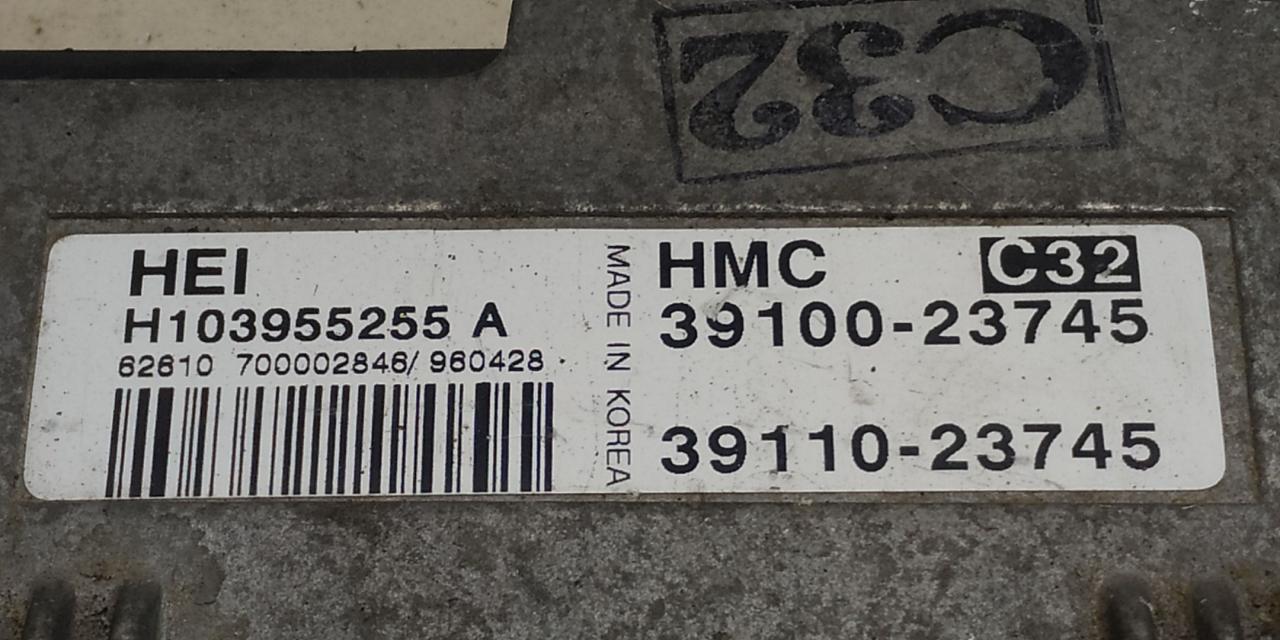 C32
HEI
H103955255 A
62610 700002846/ 960428
MADE IN KOREA
HMC C32
39100-23745
39110-23745